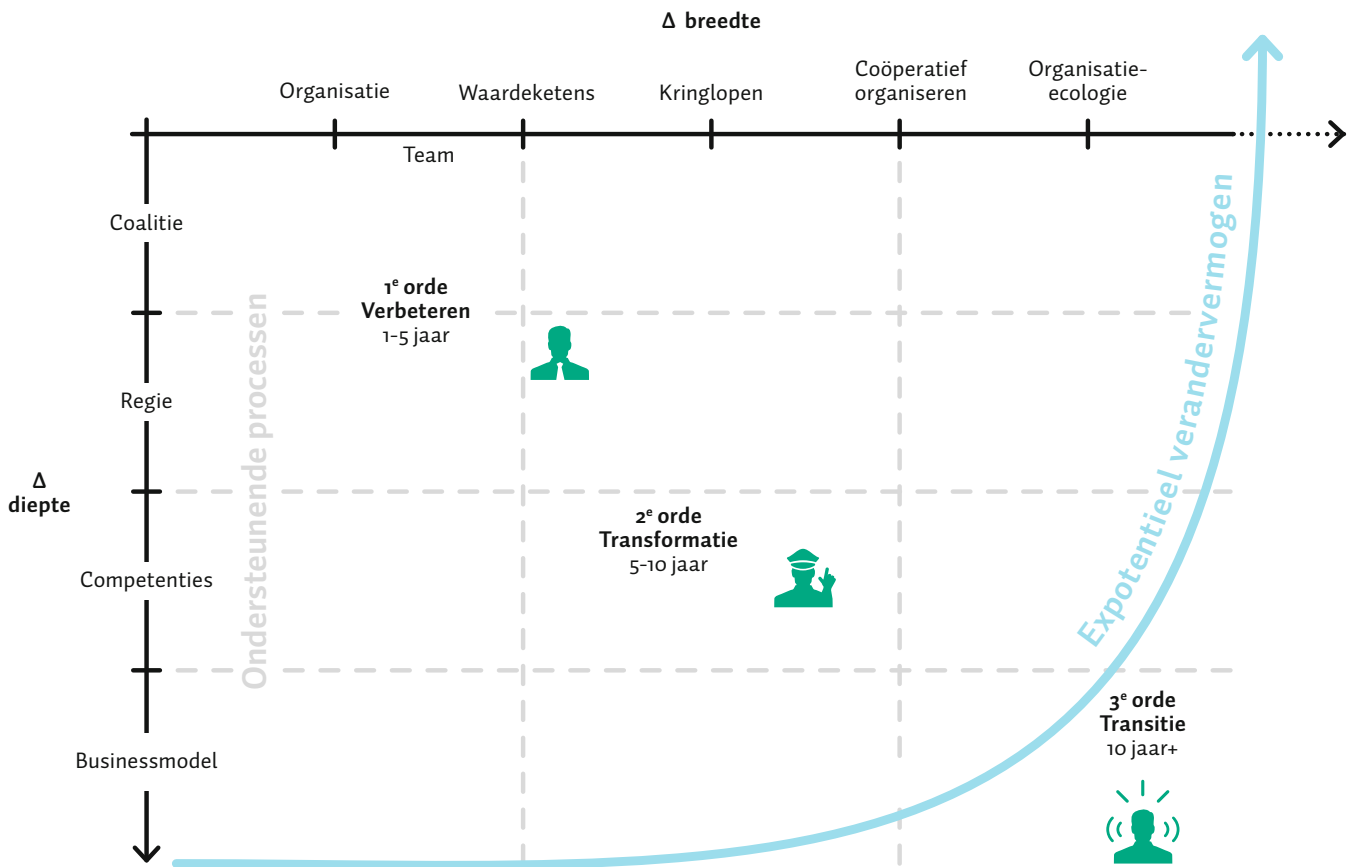 Δ breedte
Organisatie
Waardeketens
Kringlopen
Coöperatief
organiseren
Organisatie-
ecologie
Team
Coalitie
Regie
Δ
diepte
Competenties
Businessmodel
Ondersteunende processen
1e orde
Verbeteren
1-5 jaar
2e orde
Transformatie
5-10 jaar
3e orde
Transitie
10 jaar+
Expotentieel verandervermogen